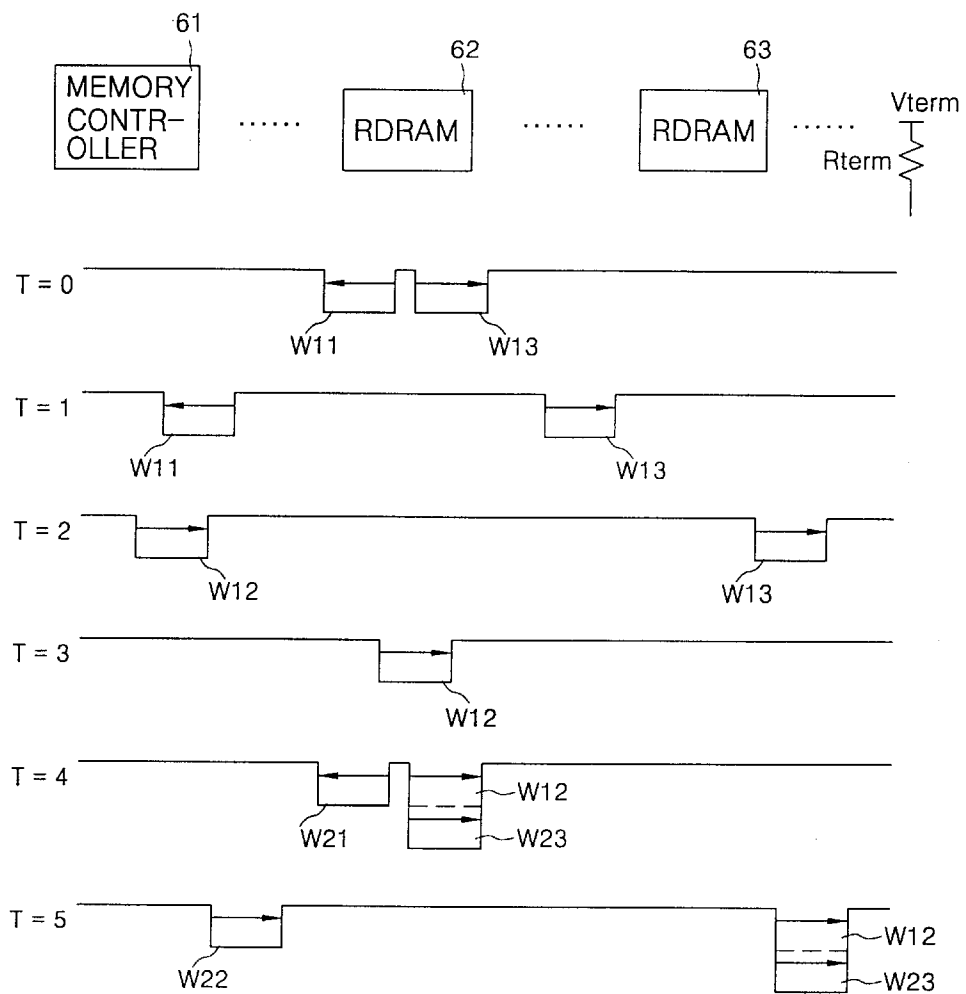 61
MEMORY
CONTR-
OLLER
62
RDRAM
63
RDRAM
Vterm
Rterm
T = 0
W11
W13
T = 1
W11
W13
T = 2
W12
W13
T = 3
W12
T = 4
W21
W12
W23
T = 5
W22
W12
W23